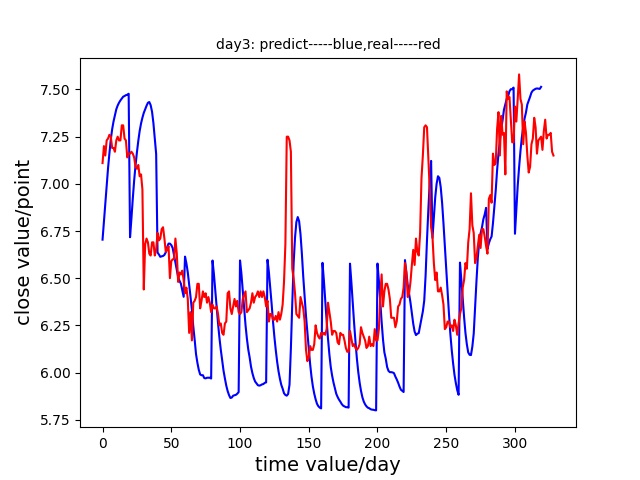 day3: predict-----blue,real-----red
close value/point
7.50
7.25
7.00
6.75
6.50
6.25
6.00
5.75
0 50 100 150 200 250 300
time value/day